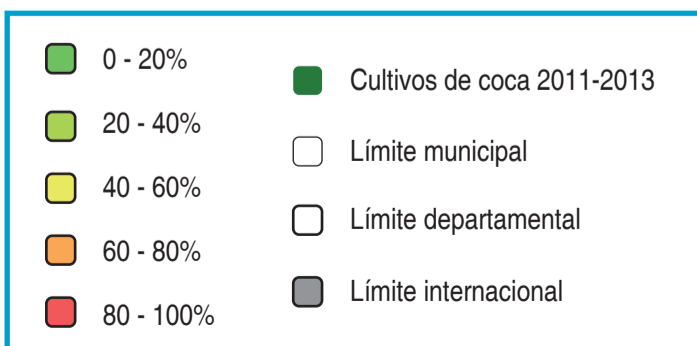 0 - 20%
20 - 40%
40 - 60%
60 - 80%
80 - 100%
Cultivos de coca 2011-2013
Límite municipal
Límite departamental
Límite internacional